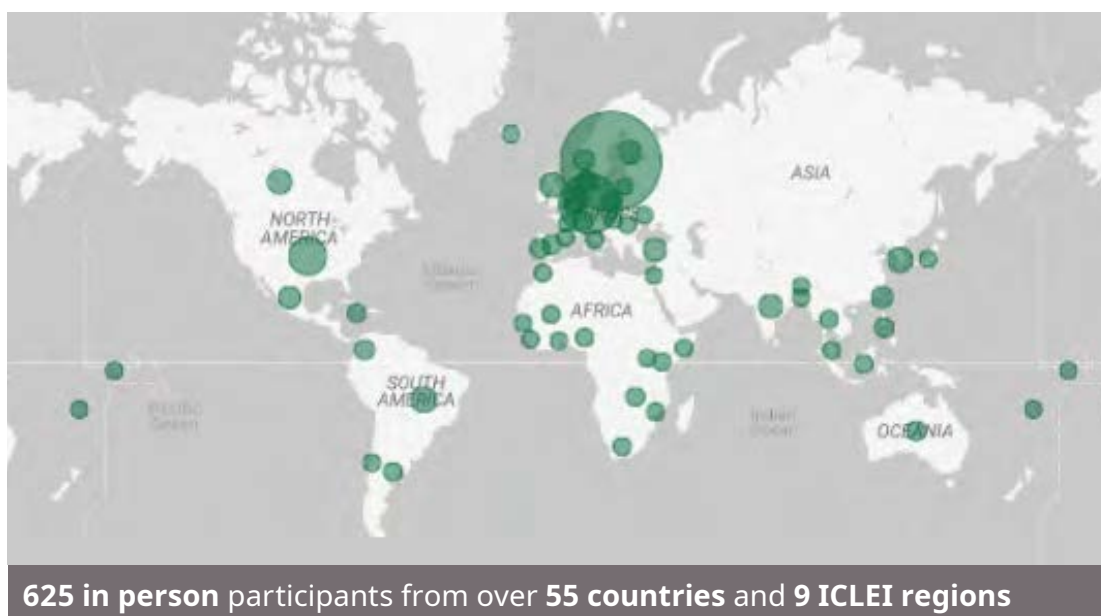 ASIA
NORTH-
AMERICA
AFRICA
SOUTH
AMERICA
OCEANIA
625 in person participants from over 55 countries and 9 ICLEI regions